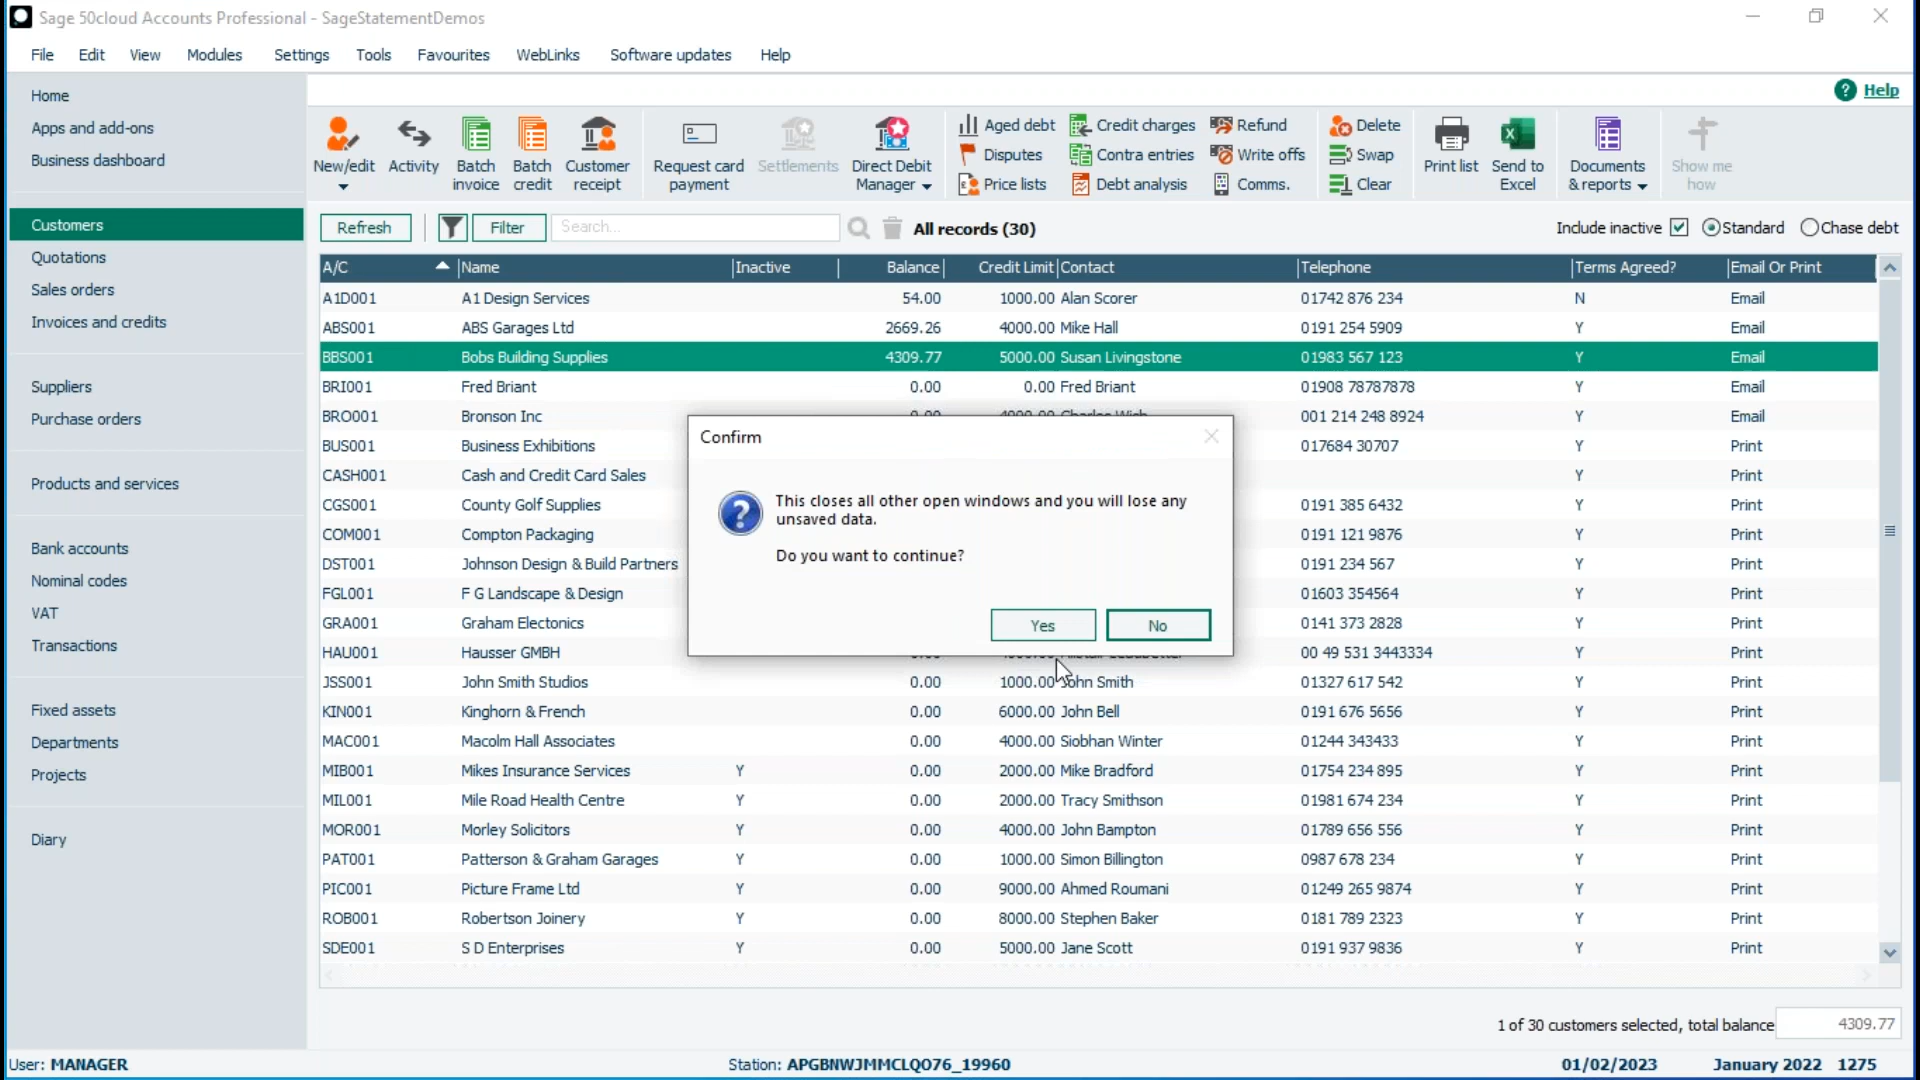 Sage 50cloud Accounts Professional - SageStatementDemos
File Edit View Modules Settings Tools Favourites WebLinks Software updates Help
Home
Apps and add-ons
Business dashboard
Customers
Quotations
Sales orders
Invoices and credits
Suppliers
Purchase orders
Products and services
Bank accounts
Nominal codes
VAT
Transactions
Fixed assets
Departments
Projects
Diary
? Help
New/edit
Activity
Batch
invoice
Batch
credit
Customer
receipt
Request card
payment
Settlements
Direct Debit
Manager
Aged debt
Disputes
Price lists
Credit charges
Contra entries
Debt analysis
Refund
Write offs
Comms.
Delete
Swap
Clear
Print list
Send to
Excel
Documents
& reports
Show me
how
Refresh Filter Search... All records (30) Include inactive Standard Chase debt
A/C Name Inactive Balance Credit Limit Contact Telephone Terms Agreed? Email Or Print
A1D001 A1 Design Services 54.00 1000.00 Alan Scorer 01742 876 234 N Email
ABS001 ABS Garages Ltd 2669.26 4000.00 Mike Hall 0191 254 5909 Y Email
BBS001 Bobs Building Supplies 4309.77 5000.00 Susan Livingstone 01983 567 123 Y Email
BRI001 Fred Briant 0.00 0.00 Fred Briant 01908 78787878 Y Email
BRO001 Bronson Inc 001 214 248 8924 Y Email
BUS001 Business Exhibitions 017684 30707 Y Print
CASH001 Cash and Credit Card Sales Y Print
CGS001 County Golf Supplies 0191 385 6432 Y Print
COM001 Compton Packaging 0191 121 9876 Y Print
DST001 Johnson Design & Build Partners 0191 234 567 Y Print
FGL001 F G Landscape & Design 01603 354564 Y Print
GRA001 Graham Electonics 0141 373 2828 Y Print
HAU001 Hausser GMBH 00 49 531 3443334 Y Print
JSS001 John Smith Studios 0.00 1000.00 John Smith 01327 617 542 Y Print
KIN001 Kinghorn & French 0.00 6000.00 John Bell 0191 676 5656 Y Print
MAC001 Macolm Hall Associates 0.00 4000.00 Siobhan Winter 01244 343433 Y Print
MIB001 Mikes Insurance Services Y 0.00 2000.00 Mike Bradford 01754 234 895 Y Print
MIL001 Mile Road Health Centre Y 0.00 2000.00 Tracy Smithson 01981 674 234 Y Print
MOR001 Morley Solicitors Y 0.00 4000.00 John Bampton 01789 656 556 Y Print
PAT001 Patterson & Graham Garages Y 0.00 1000.00 Simon Billington 0987 678 234 Y Print
PIC001 Picture Frame Ltd Y 0.00 9000.00 Ahmed Roumani 01249 265 9874 Y Print
ROB001 Robertson Joinery Y 0.00 8000.00 Stephen Baker 0181 789 2323 Y Print
SDE001 S D Enterprises Y 0.00 5000.00 Jane Scott 0191 937 9836 Y Print
Confirm
This closes all other open windows and you will lose any
unsaved data.
Do you want to continue?
Yes No
1 of 30 customers selected, total balance 4309.77
User: MANAGER Station: APGBNWJMMCLQO76_19960 01/02/2023 January 2022 1275